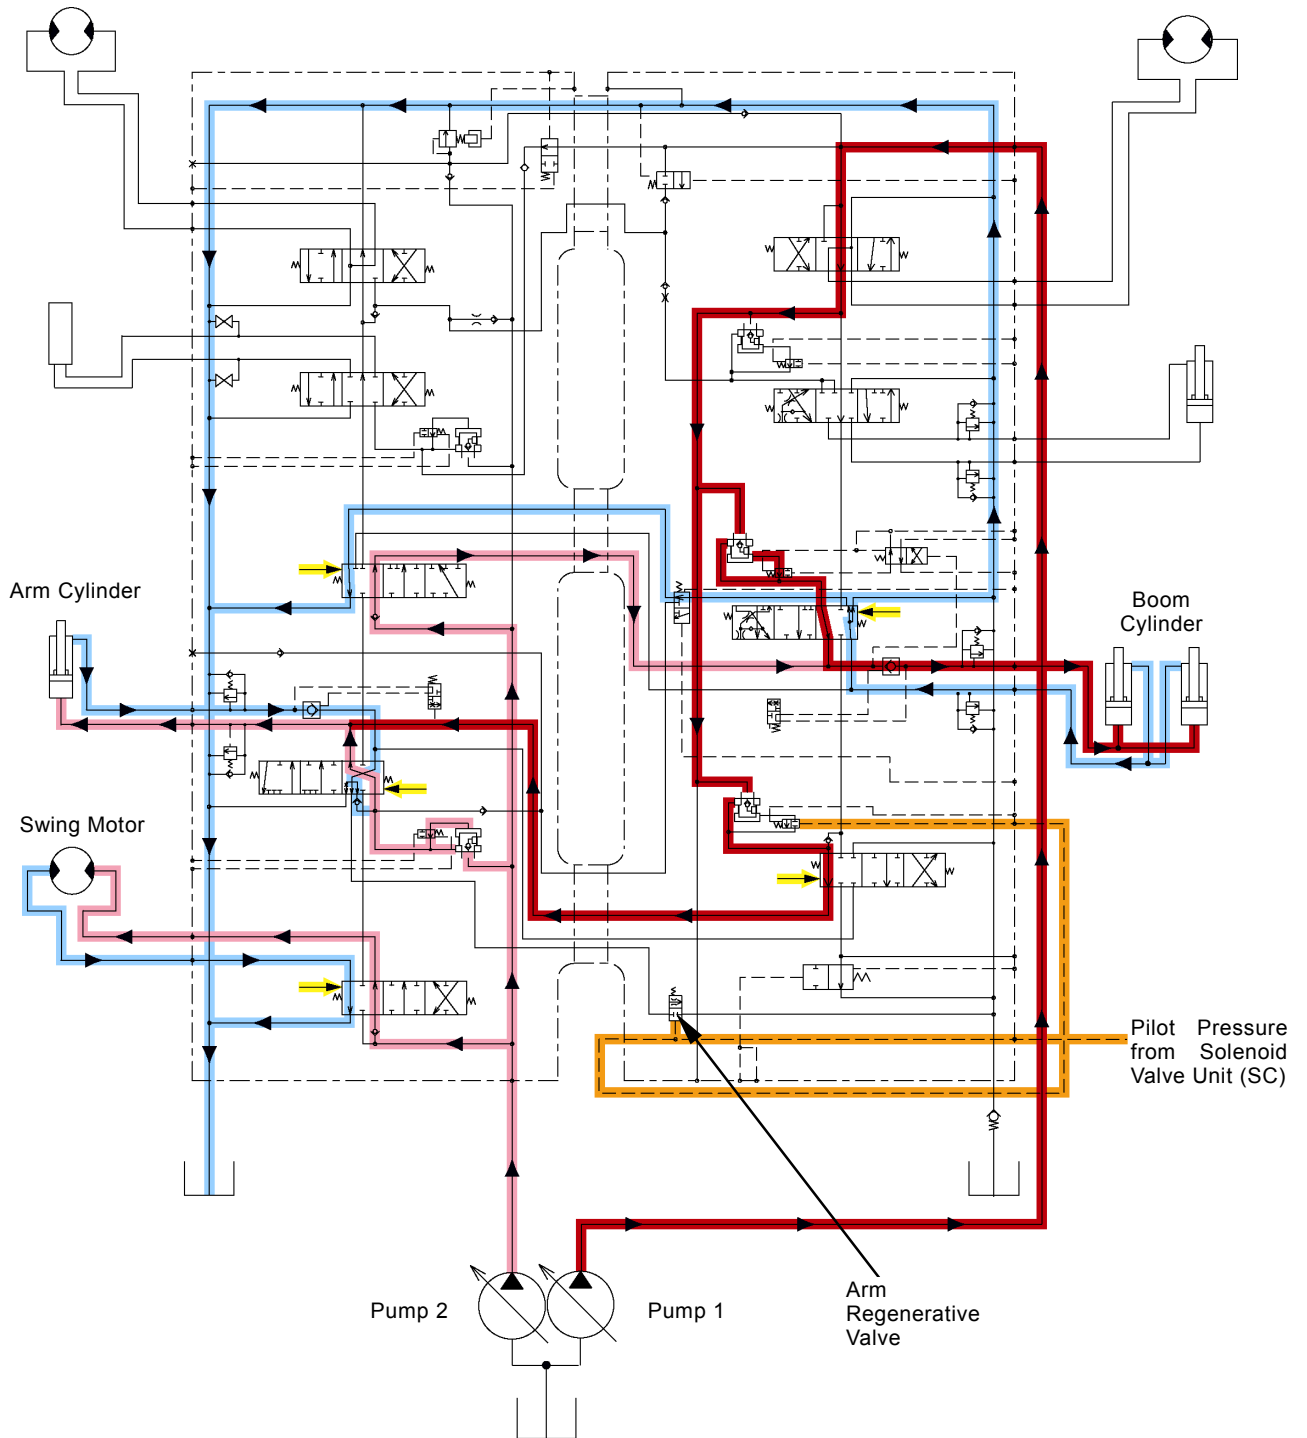 Arm Cylinder
Boom
Cylinder
Swing Motor
Pilot Pressure
from Solenoid
Valve Unit (SC)
Pump 2
Pump 1
Arm
Regenerative
Valve